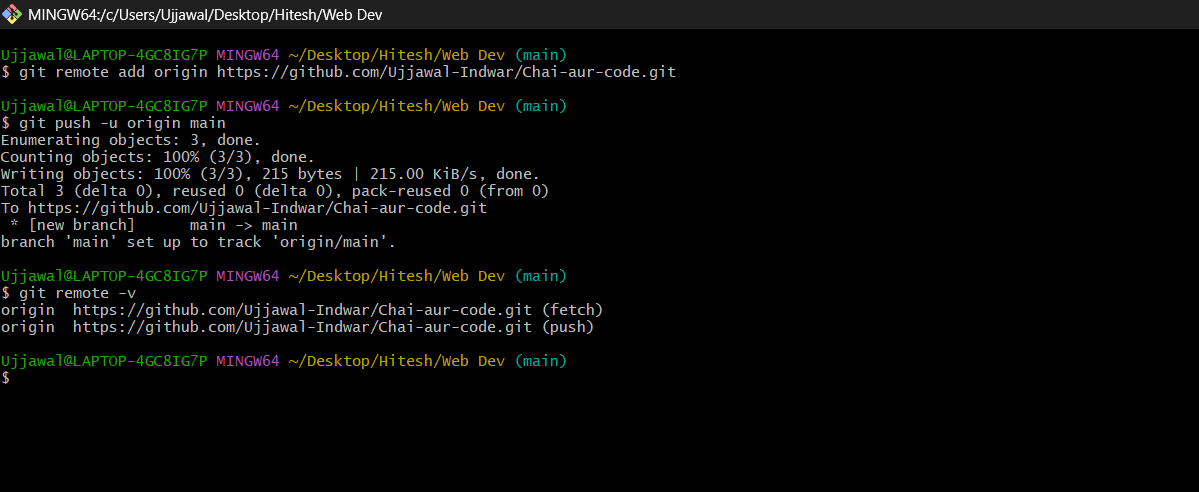 MINGW64:/c/Users/Ujjawal/Desktop/Hitesh/Web Dev
Ujjawal@LAPTOP-4GC8IG7P MINGW64 ~/Desktop/Hitesh/Web Dev (main)
$ git remote add origin https://github.com/Ujjawal-Indwar/Chai-aur-code.git
Ujjawal@LAPTOP-4GC8IG7P MINGW64 ~/Desktop/Hitesh/Web Dev (main)
$ git push -u origin main
Enumerating objects: 3, done.
Counting objects: 100% (3/3), done.
Writing objects: 100% (3/3), 215 bytes | 215.00 KiB/s, done.
Total 3 (delta 0), reused 0 (delta 0), pack-reused 0 (from 0)
To https://github.com/Ujjawal-Indwar/Chai-aur-code.git
 * [new branch]      main -> main
branch 'main' set up to track 'origin/main'.
Ujjawal@LAPTOP-4GC8IG7P MINGW64 ~/Desktop/Hitesh/Web Dev (main)
$ git remote -v
origin  https://github.com/Ujjawal-Indwar/Chai-aur-code.git (fetch)
origin  https://github.com/Ujjawal-Indwar/Chai-aur-code.git (push)
Ujjawal@LAPTOP-4GC8IG7P MINGW64 ~/Desktop/Hitesh/Web Dev (main)
$